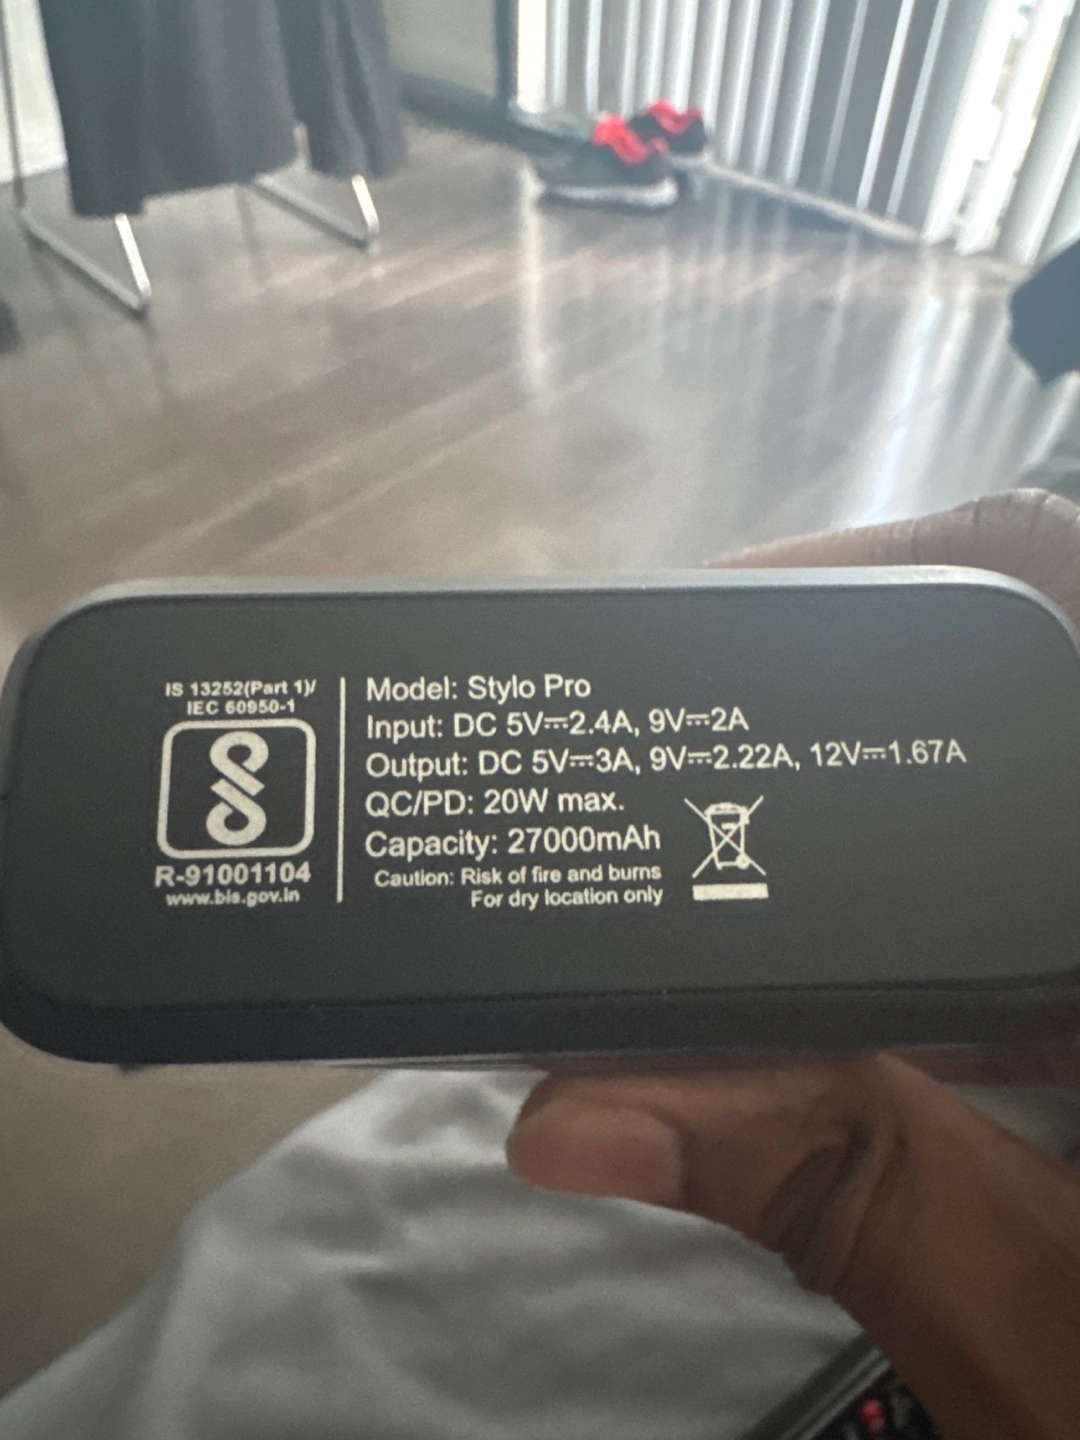 IS 13252(Part 1)/
IEC 60950-1
R-91001104
www.bis.gov.in
Model: Stylo Pro
Input: DC 5V⎓2.4A, 9V⎓2A
Output: DC 5V⎓3A, 9V⎓2.22A, 12V⎓1.67A
QC/PD: 20W max.
Capacity: 27000mAh
Caution: Risk of fire and burns
For dry location only